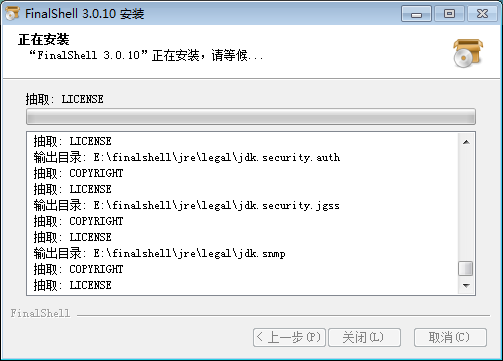 FinalShell 3.0.10 安装
正在安装
“FinalShell 3.0.10”正在安装,请等候...
抽取: LICENSE
抽取: LICENSE
输出目录: E:\finalshell\jre\legal\jdk.security.auth
抽取: COPYRIGHT
抽取: LICENSE
输出目录: E:\finalshell\jre\legal\jdk.security.jgss
抽取: COPYRIGHT
抽取: LICENSE
输出目录: E:\finalshell\jre\legal\jdk.snmp
抽取: COPYRIGHT
抽取: LICENSE
FinalShell
< 上一步(P) 关闭(L) 取消(C)